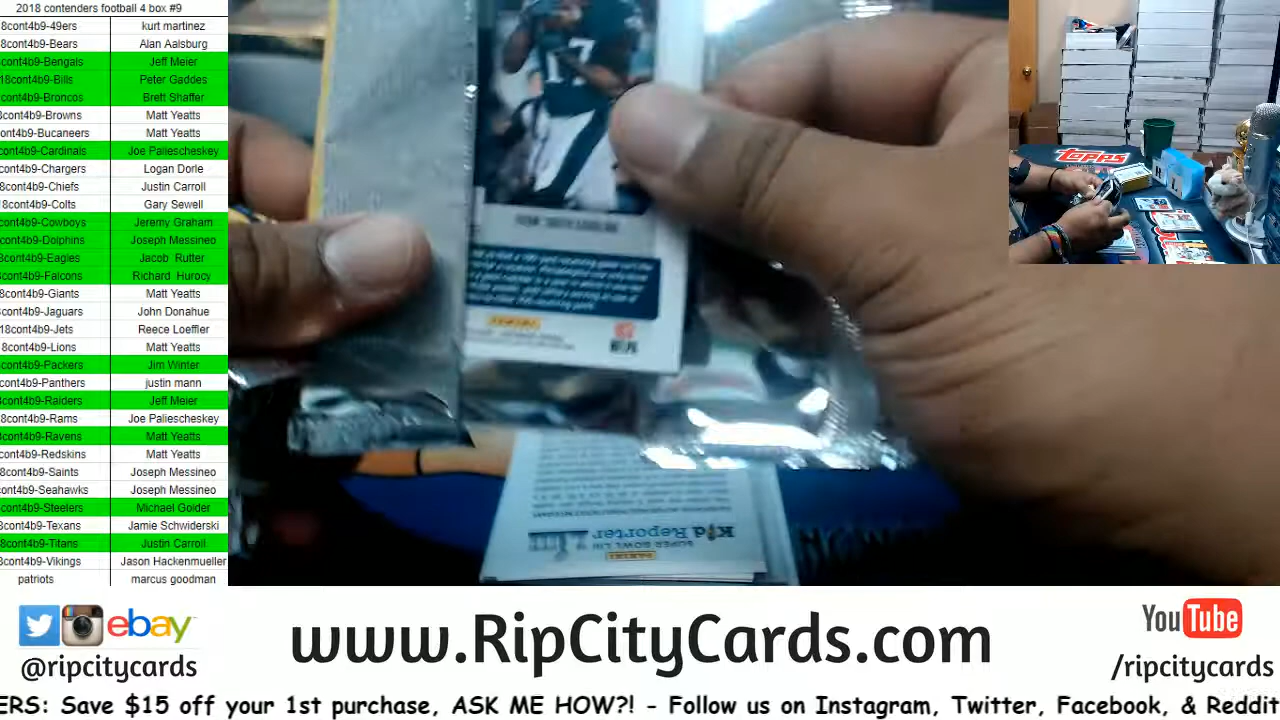 2018 contenders football 4 box #9
8cont4b9-49ers kurt martinez
8cont4b9-Bears Alan Aalsburg
8cont4b9-Bengals Jeff Meier
18cont4b9-Bills Peter Gaddes
cont4b9-Broncos Brett Shaffer
8cont4b9-Browns Matt Yeatts
cont4b9-Bucaneers Matt Yeatts
cont4b9-Cardinals Joe Paliescheskey
cont4b9-Chargers Logan Dorle
8cont4b9-Chiefs Justin Carroll
18cont4b9-Colts Gary Sewell
cont4b9-Cowboys Jeremy Graham
cont4b9-Dolphins Joseph Messineo
8cont4b9-Eagles Jacob Rutter
8cont4b9-Falcons Richard Hurocy
8cont4b9-Giants Matt Yeatts
cont4b9-Jaguars John Donahue
18cont4b9-Jets Reece Loeffler
8cont4b9-Lions Matt Yeatts
cont4b9-Packers Jim Winter
cont4b9-Panthers justin mann
cont4b9-Raiders Jeff Meier
8cont4b9-Rams Joe Paliescheskey
cont4b9-Ravens Matt Yeatts
cont4b9-Redskins Matt Yeatts
8cont4b9-Saints Joseph Messineo
cont4b9-Seahawks Joseph Messineo
cont4b9-Steelers Michael Golder
8cont4b9-Texans Jamie Schwiderski
8cont4b9-Titans Justin Carroll
cont4b9-Vikings Jason Hackenmueller
patriots marcus goodman
17
PANINI
TOPPS
Kid Reporter
SUPER BOWL LIII
PANINI
ebay
@ripcitycards
www.RipCityCards.com
YouTube
/ripcitycards
ERS: Save $15 off your 1st purchase, ASK ME HOW?! - Follow us on Instagram, Twitter, Facebook, & Reddit